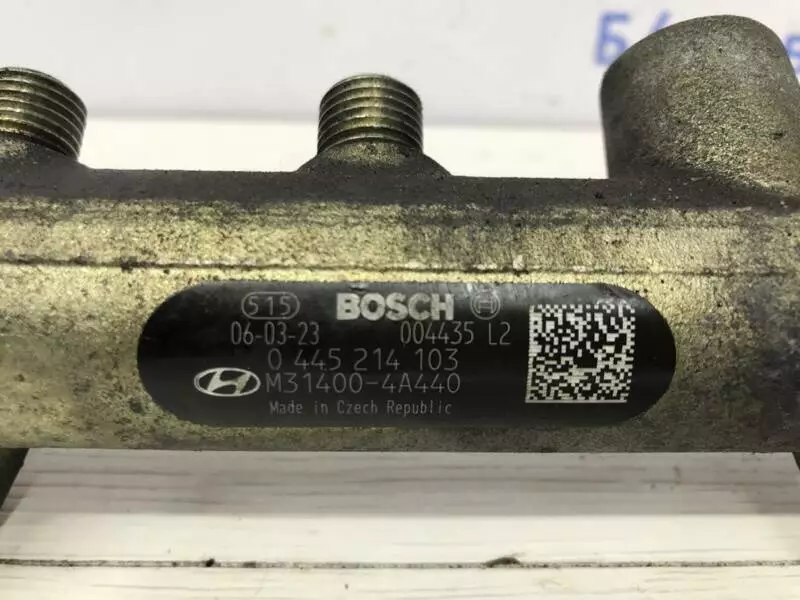 Б/
515 BOSCH
06-03-23 004435 L2
0 445 214 103
M31400-4A440
Made in Czech Republic